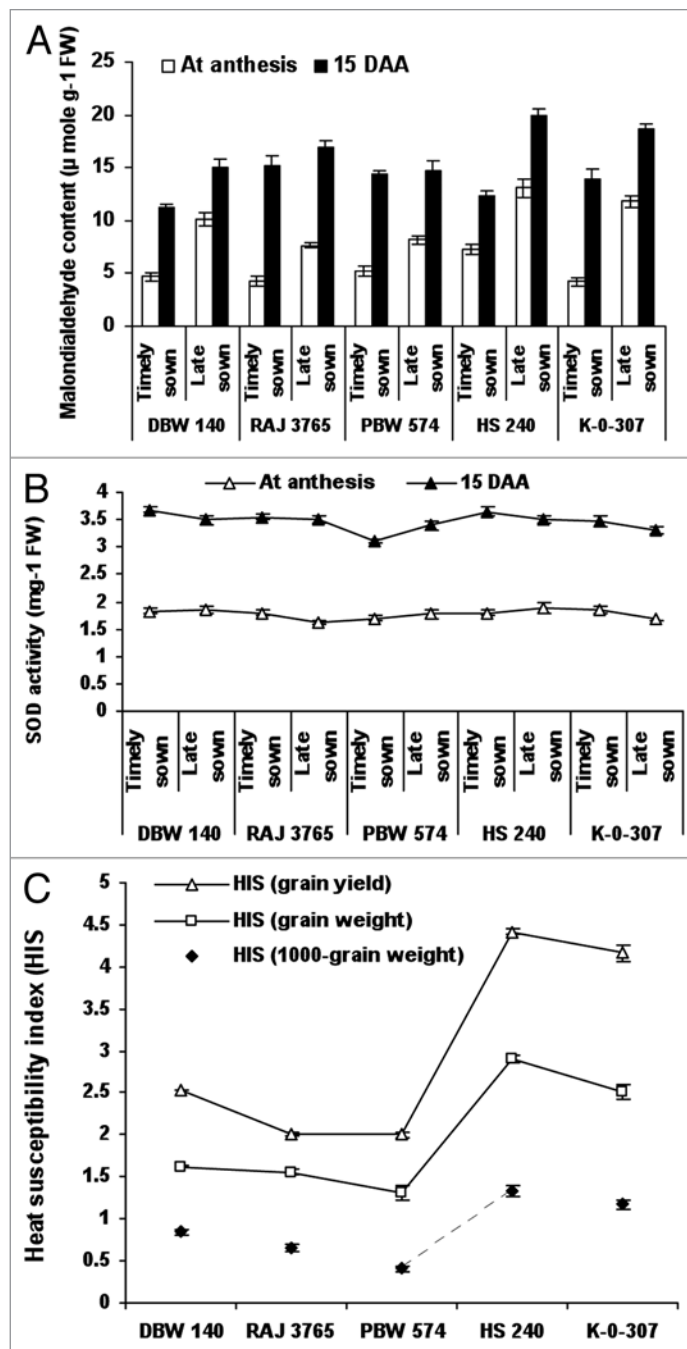 A
Malondialdehyde content (µ mole g-1 FW)
At anthesis
15 DAA
25
20
15
10
5
0
Timely sown
Late sown
Timely sown
Late sown
Timely sown
Late sown
Timely sown
Late sown
Timely sown
Late sown
DBW 140
RAJ 3765
PBW 574
HS 240
K-0-307
B
SOD activity (mg-1 FW)
At anthesis
15 DAA
4
3.5
3
2.5
2
1.5
1
0.5
0
Timely sown
Late sown
Timely sown
Late sown
Timely sown
Late sown
Timely sown
Late sown
Timely sown
Late sown
DBW 140
RAJ 3765
PBW 574
HS 240
K-0-307
C
Heat susceptibility index (HIS
HIS (grain yield)
HIS (grain weight)
HIS (1000-grain weight)
5
4.5
4
3.5
3
2.5
2
1.5
1
0.5
0
DBW 140
RAJ 3765
PBW 574
HS 240
K-0-307